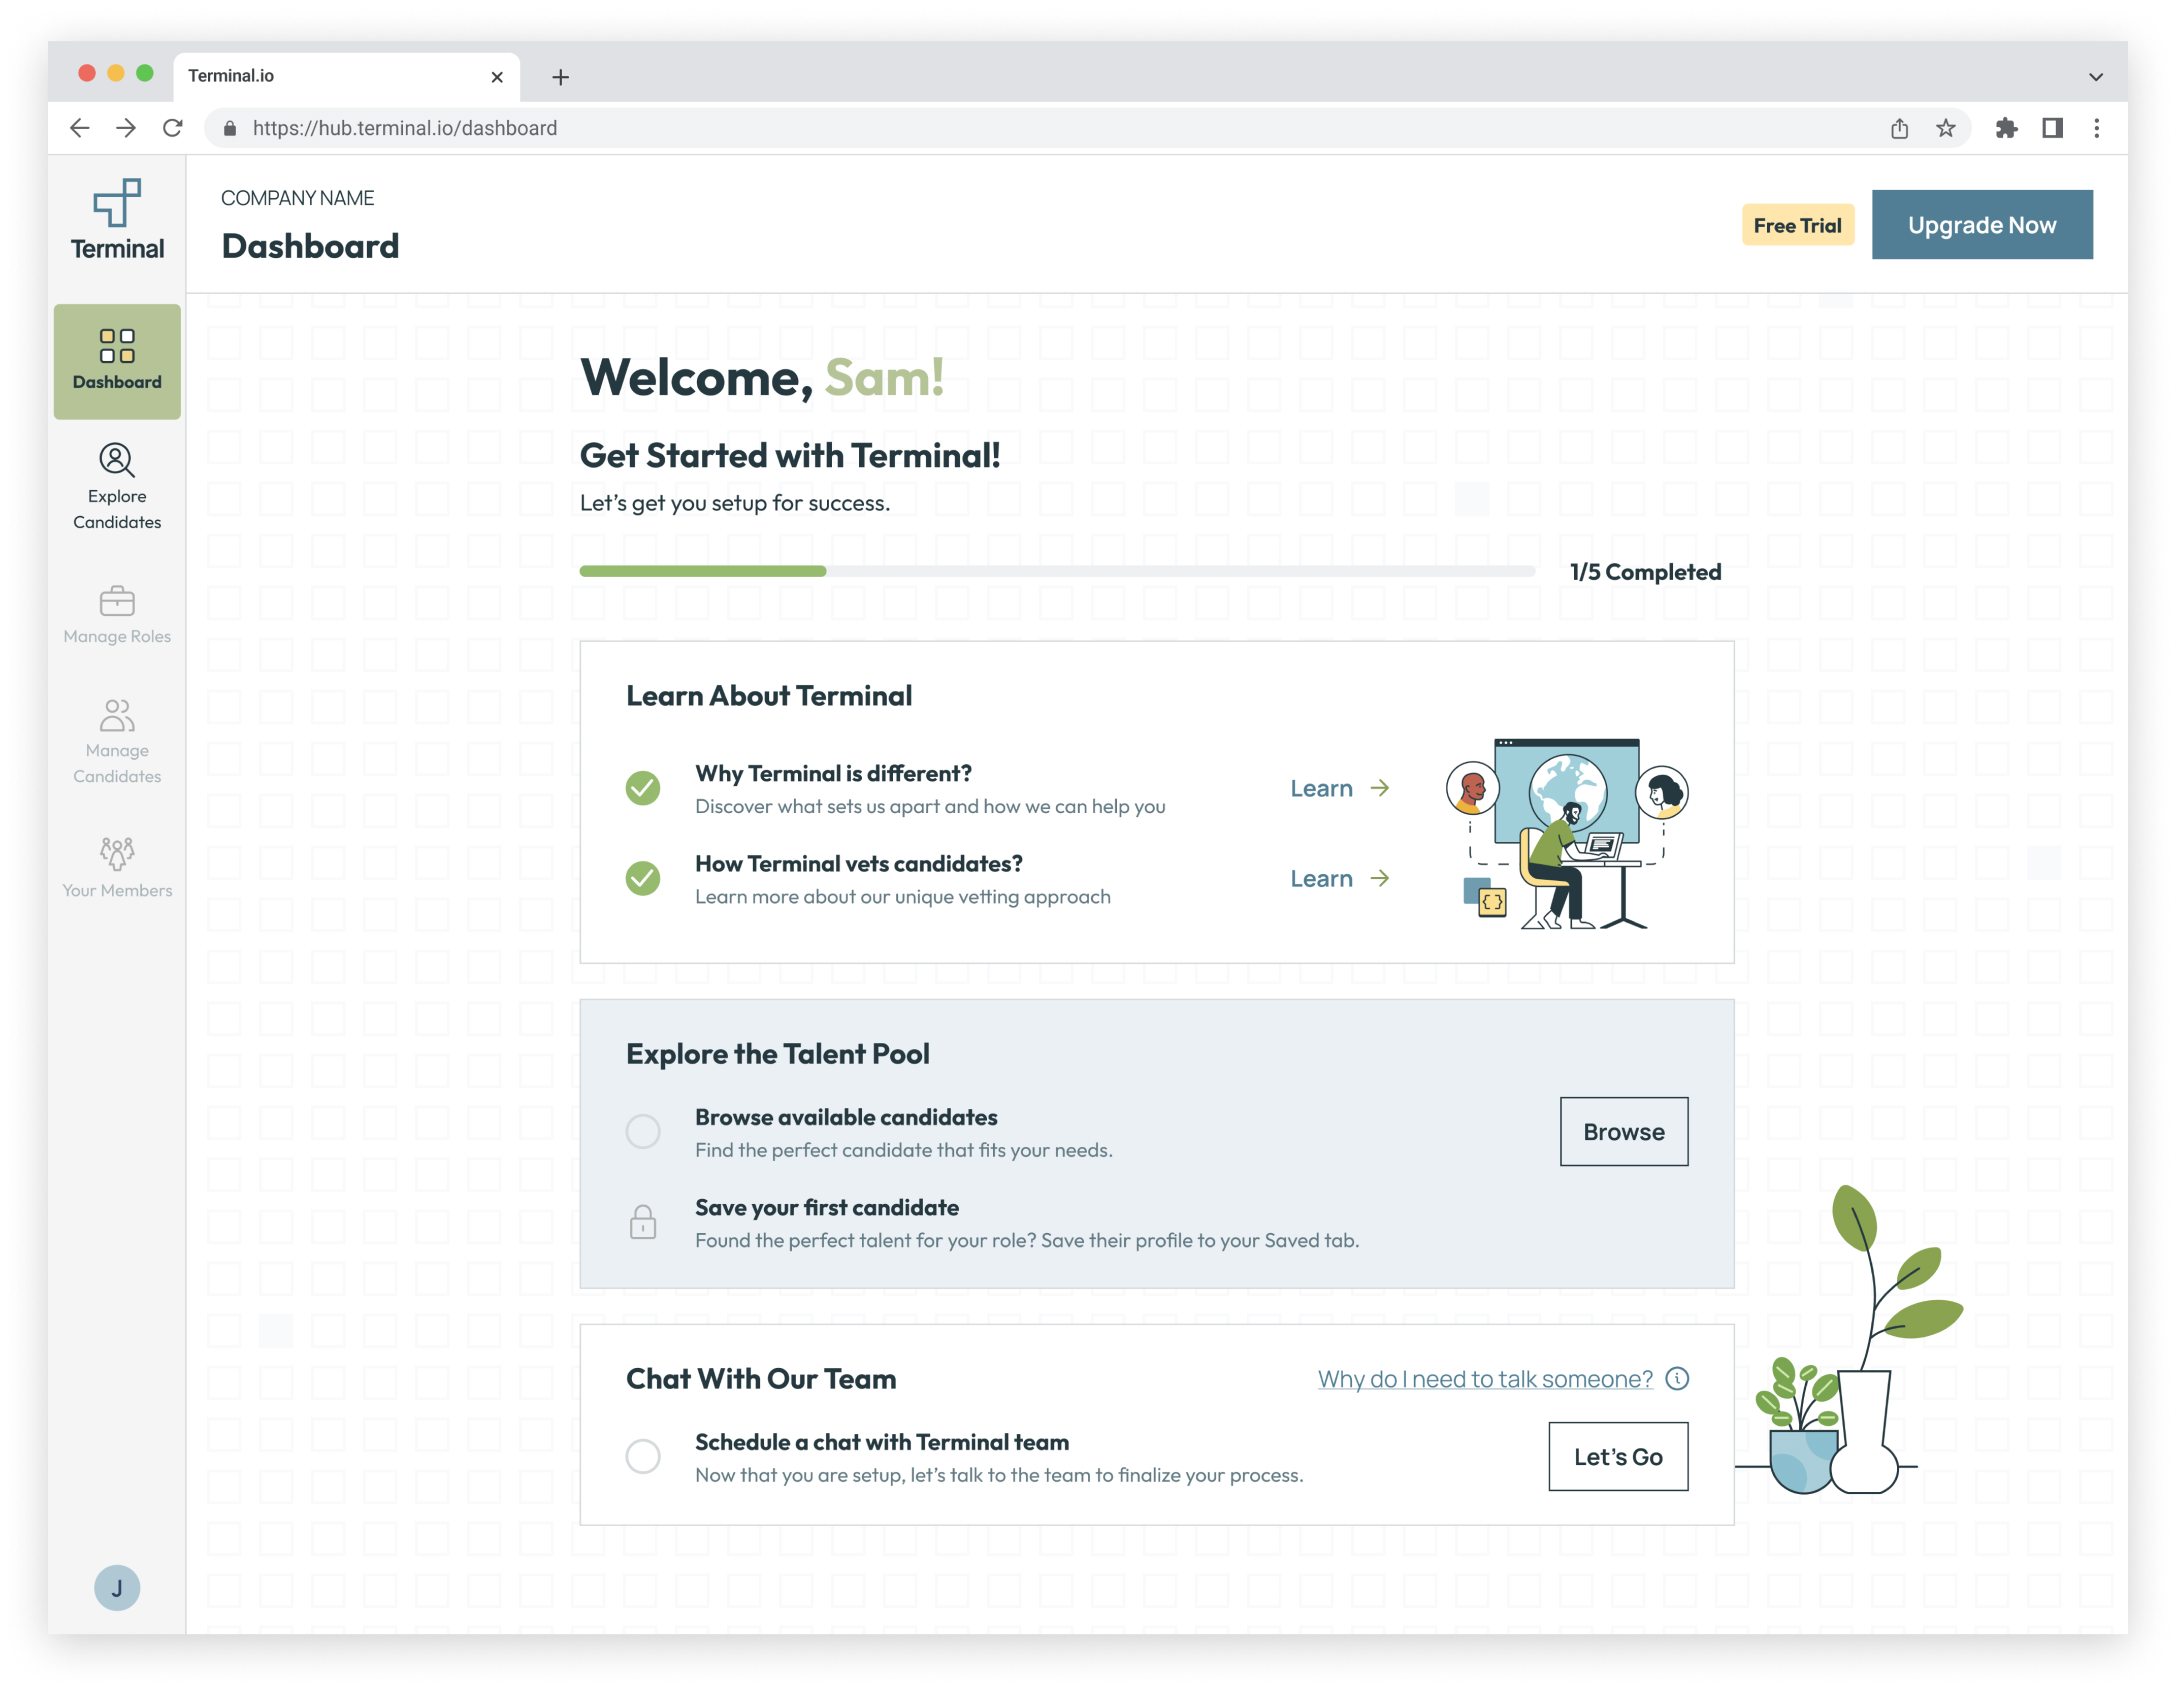 Terminal.io
https://hub.terminal.io/dashboard
Terminal
COMPANY NAME
Dashboard
Free Trial
Upgrade Now
Dashboard
Explore
Candidates
Manage Roles
Manage
Candidates
Your Members
J
Welcome, Sam!
Get Started with Terminal!
Let's get you setup for success.
1/5 Completed
Learn About Terminal
Why Terminal is different?
Discover what sets us apart and how we can help you
Learn →
How Terminal vets candidates?
Learn more about our unique vetting approach
Learn →
{}
Explore the Talent Pool
Browse available candidates
Find the perfect candidate that fits your needs.
Browse
Save your first candidate
Found the perfect talent for your role? Save their profile to your Saved tab.
Chat With Our Team
Why do I need to talk someone?
Schedule a chat with Terminal team
Now that you are setup, let's talk to the team to finalize your process.
Let's Go